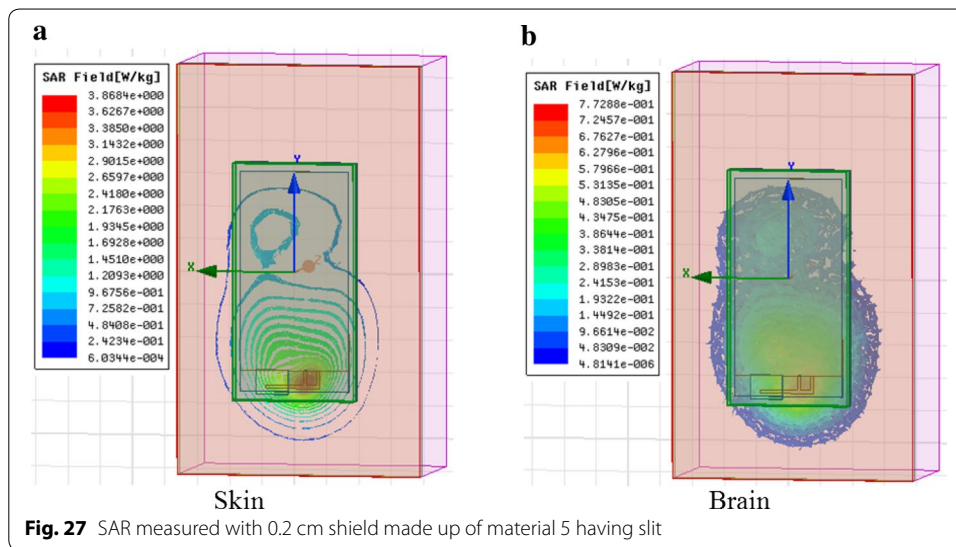 a
SAR Field[W/kg]
3.8684e+000
3.6267e+000
3.3850e+000
3.1432e+000
2.9015e+000
2.6597e+000
2.4180e+000
2.1763e+000
1.9345e+000
1.6928e+000
1.4510e+000
1.2093e+000
9.6756e-001
7.2582e-001
4.8408e-001
2.4234e-001
6.0344e-004
Y
X
Z
Skin
b
SAR Field[W/kg]
7.7288e-001
7.2457e-001
6.7627e-001
6.2796e-001
5.7966e-001
5.3135e-001
4.8305e-001
4.3475e-001
3.8644e-001
3.3814e-001
2.8983e-001
2.4153e-001
1.9322e-001
1.4492e-001
9.6614e-002
4.8309e-002
4.8141e-006
Y
X
Brain
Fig. 27 SAR measured with 0.2 cm shield made up of material 5 having slit